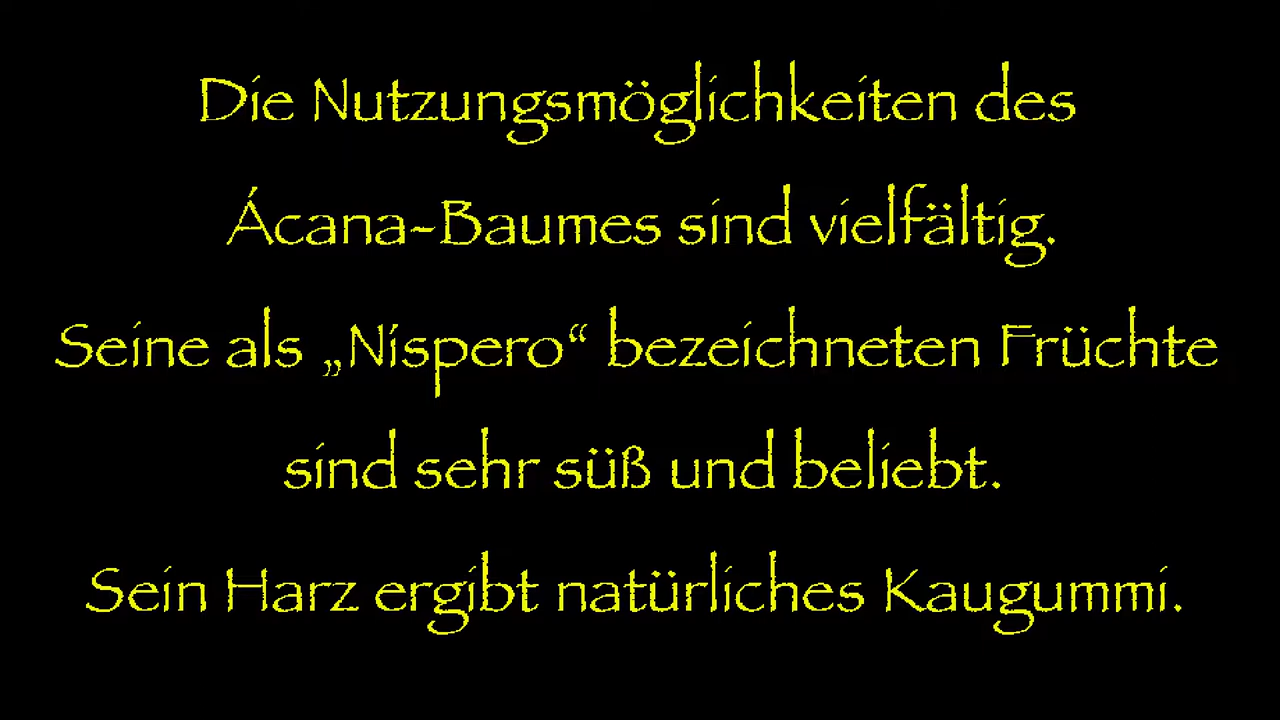 Die Nutzungsmöglichkeiten des
Ácana-Baumes sind vielfältig.
Seine als „Níspero“ bezeichneten Früchte
sind sehr süß und beliebt.
Sein Harz ergibt natürliches Kaugummi.